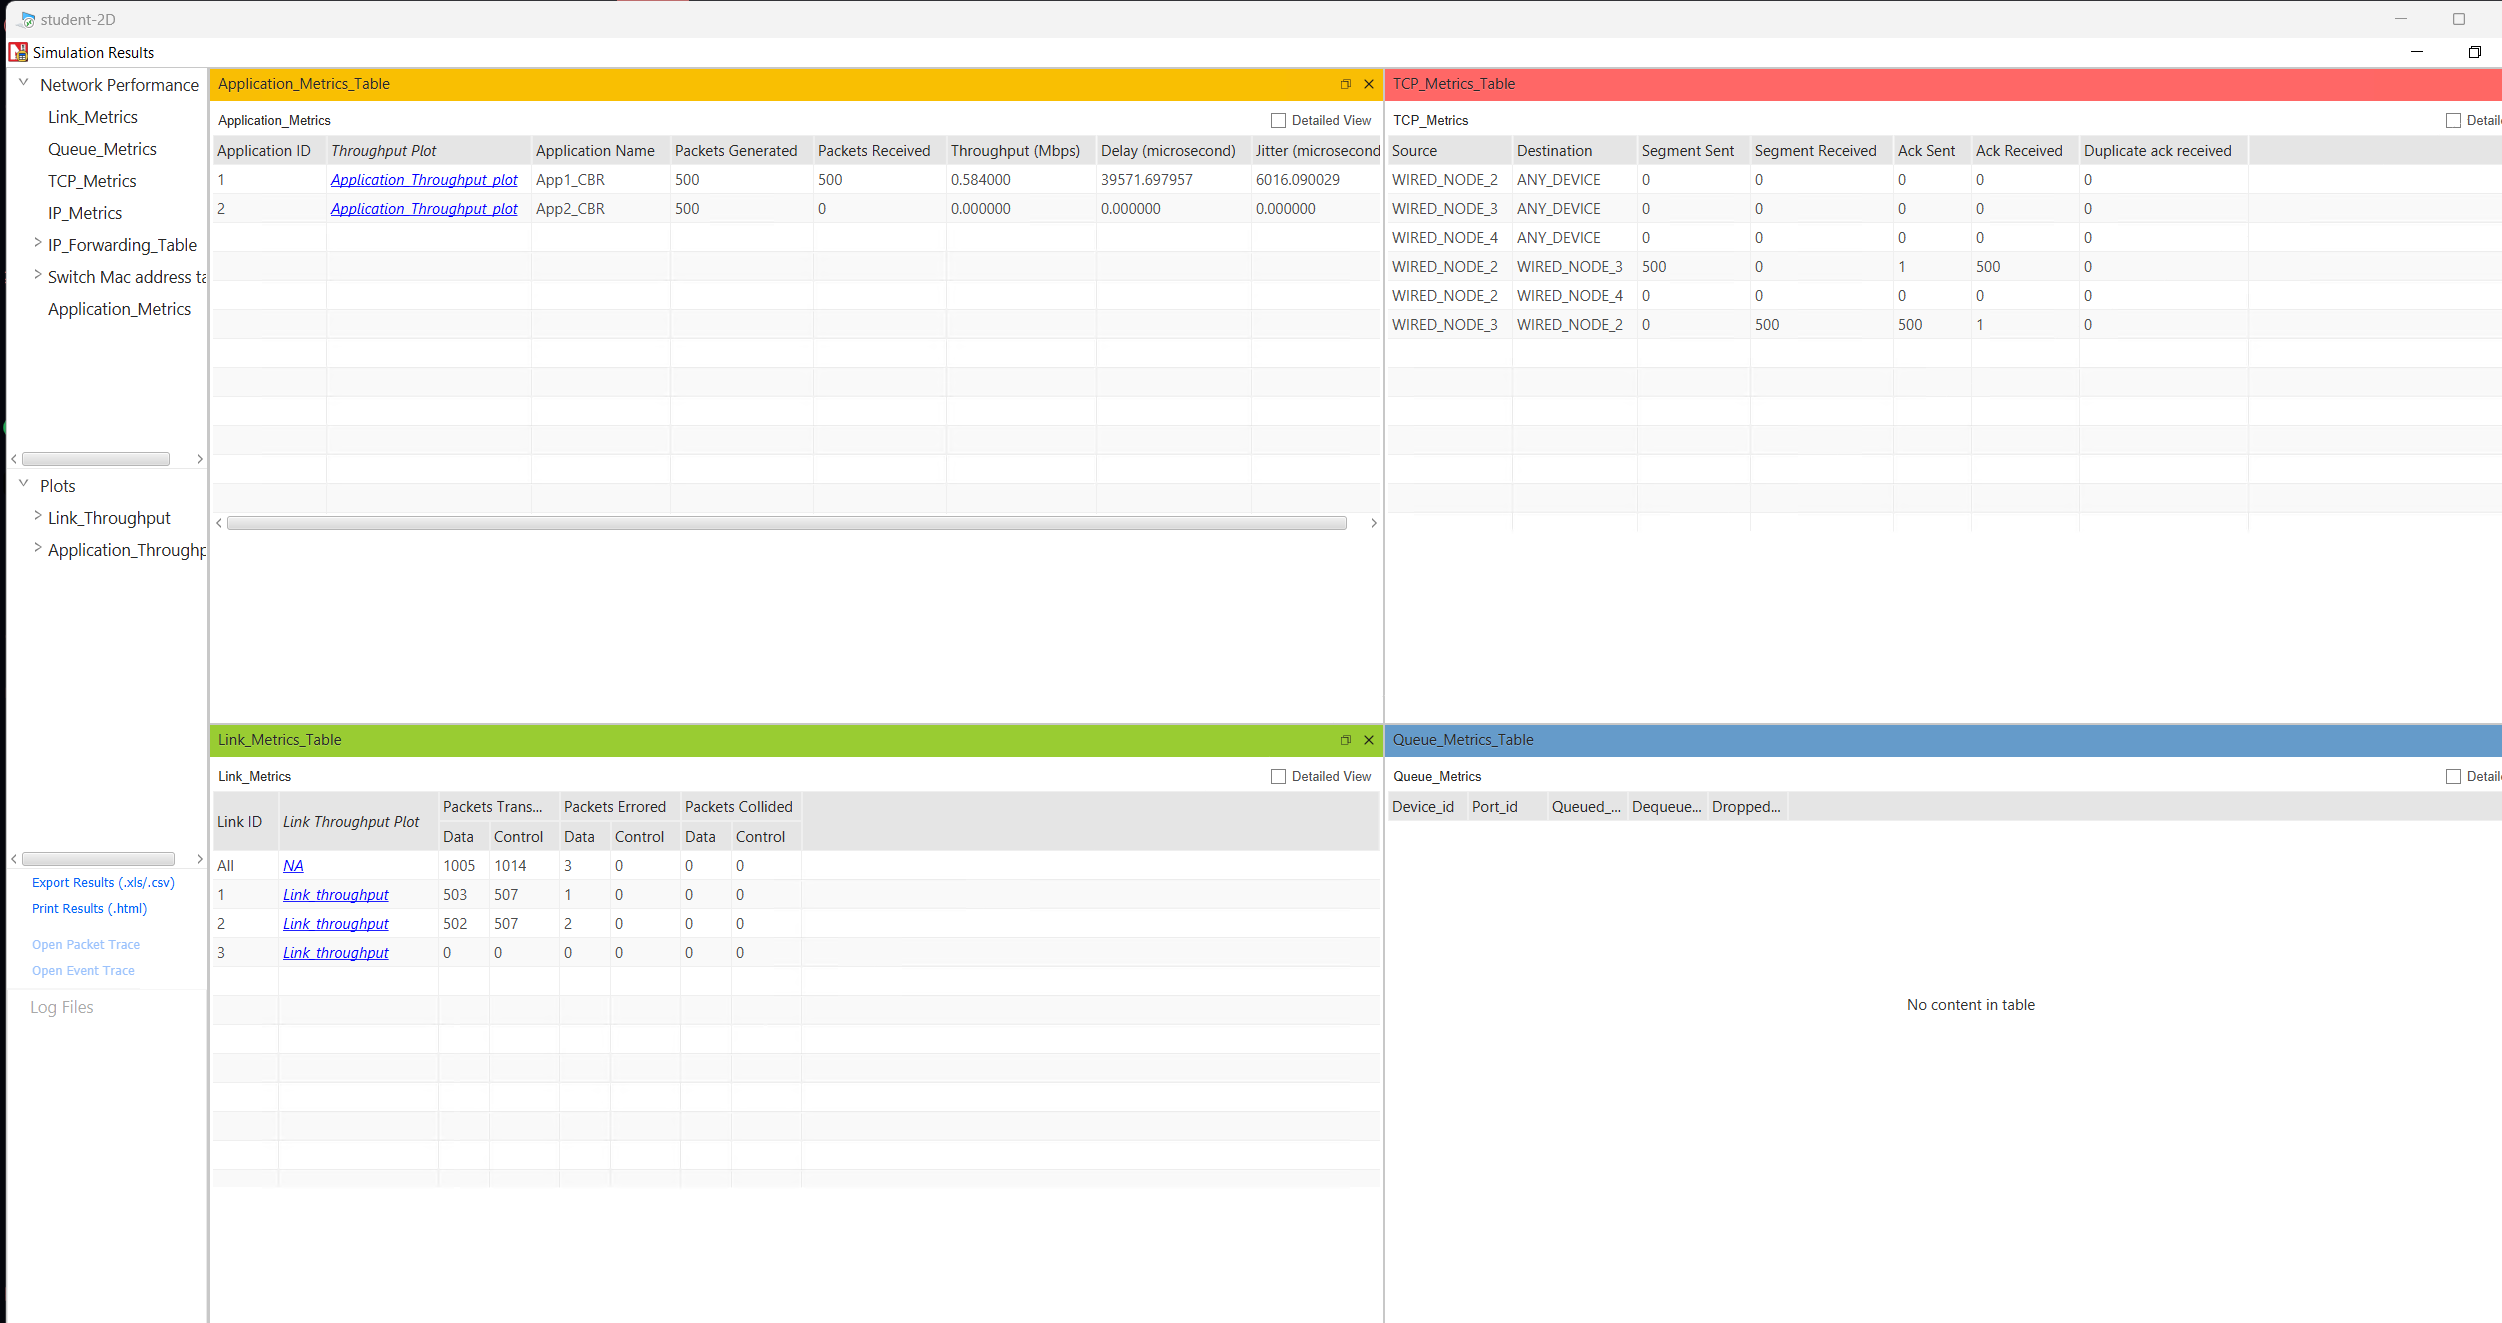 student-2D
Simulation Results
Network Performance
Link_Metrics
Queue_Metrics
TCP_Metrics
IP_Metrics
IP_Forwarding_Table
Switch Mac address ta
Application_Metrics
Plots
Link_Throughput
Application_Throughp
Export Results (.xls/.csv)
Print Results (.html)
Open Packet Trace
Open Event Trace
Log Files
Application_Metrics_Table
Application_Metrics Detailed View
Application ID Throughput Plot Application Name Packets Generated Packets Received Throughput (Mbps) Delay (microsecond) Jitter (microsecond
1 Application_Throughput_plot App1_CBR 500 500 0.584000 39571.697957 6016.090029
2 Application_Throughput_plot App2_CBR 500 0 0.000000 0.000000 0.000000
TCP_Metrics_Table
TCP_Metrics Detail
Source Destination Segment Sent Segment Received Ack Sent Ack Received Duplicate ack received
WIRED_NODE_2 ANY_DEVICE 0 0 0 0 0
WIRED_NODE_3 ANY_DEVICE 0 0 0 0 0
WIRED_NODE_4 ANY_DEVICE 0 0 0 0 0
WIRED_NODE_2 WIRED_NODE_3 500 0 1 500 0
WIRED_NODE_2 WIRED_NODE_4 0 0 0 0 0
WIRED_NODE_3 WIRED_NODE_2 0 500 500 1 0
Link_Metrics_Table
Link_Metrics Detailed View
Link ID Link Throughput Plot Packets Trans... Packets Errored Packets Collided
Data Control Data Control Data Control
All NA 1005 1014 3 0 0 0
1 Link_throughput 503 507 1 0 0 0
2 Link_throughput 502 507 2 0 0 0
3 Link_throughput 0 0 0 0 0 0
Queue_Metrics_Table
Queue_Metrics Detail
Device_id Port_id Queued_... Dequeue... Dropped...
No content in table